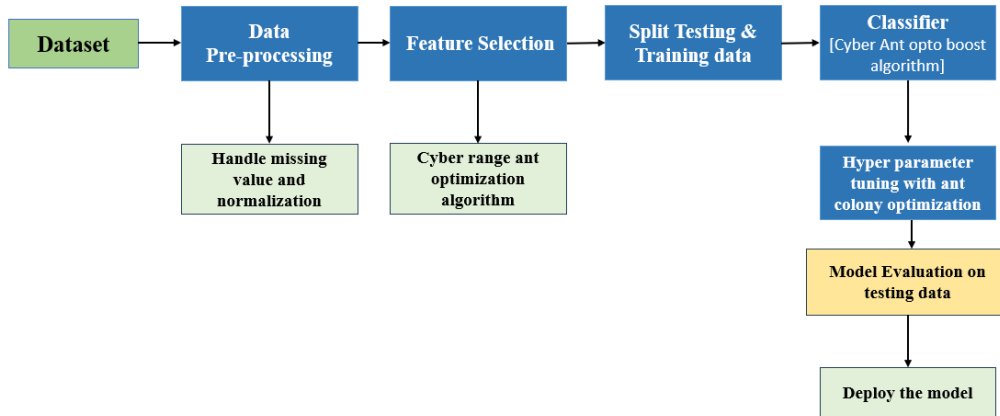 Dataset
Data
Pre-processing
Feature Selection
Split Testing &
Training data
Classifier
[Cyber Ant opto boost
algorithm]
Handle missing
value and
normalization
Cyber range ant
optimization
algorithm
Hyper parameter
tuning with ant
colony optimization
Model Evaluation on
testing data
Deploy the model